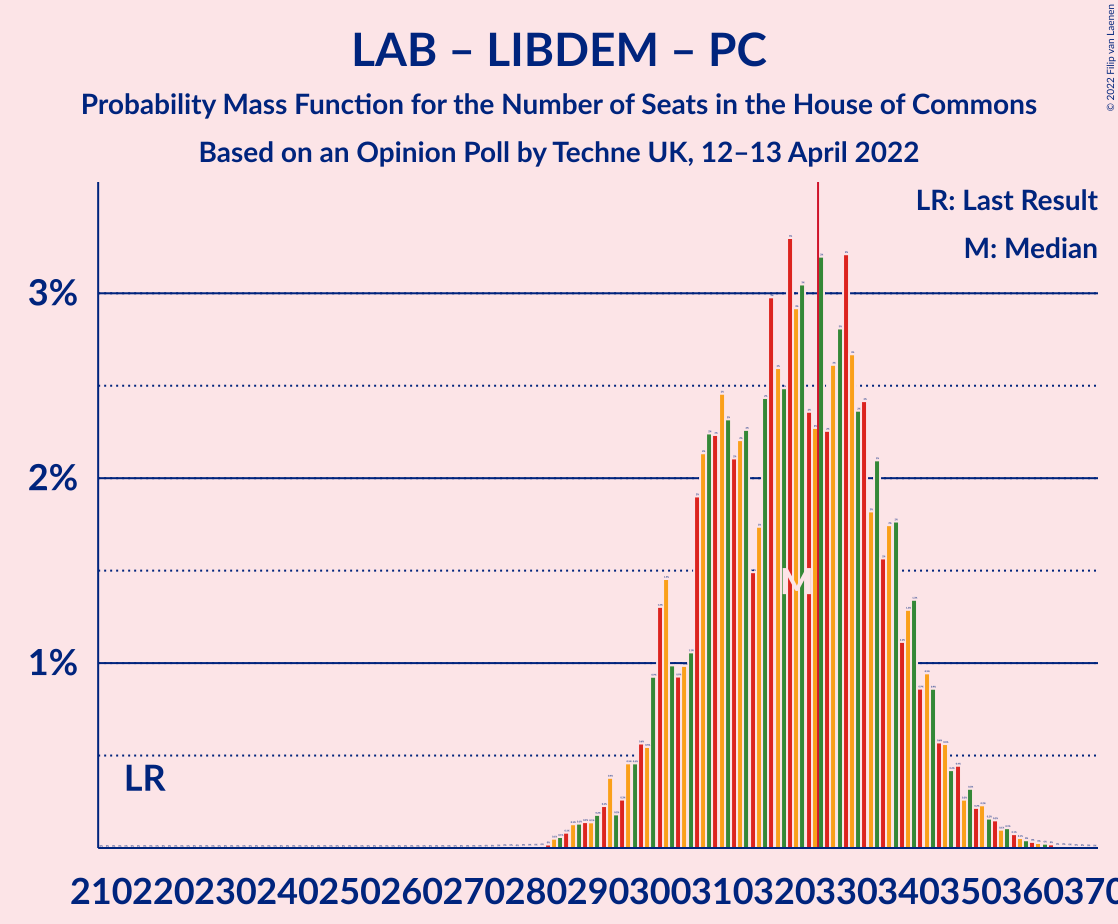 LAB – LIBDEM – PC
Probability Mass Function for the Number of Seats in the House of Commons
Based on an Opinion Poll by Techne UK, 12–13 April 2022
© 2022 Filip van Laenen
LR: Last Result
M: Median
3%
2%
1%
M
LR
210 220 230 240 250 260 270 280 290 300 310 320 330 340 350 360 370